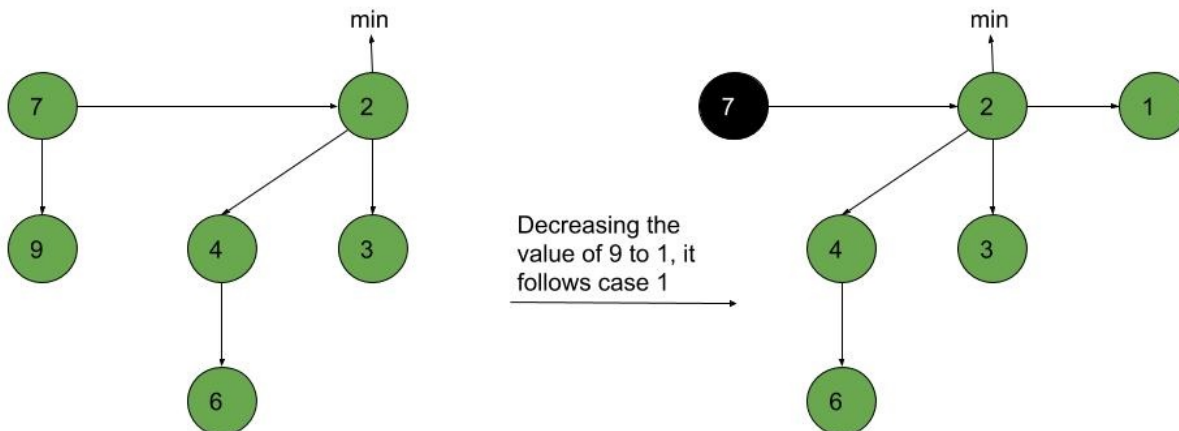 min
min
7
2
7
2
1
9
4
3
Decreasing the
value of 9 to 1, it
follows case 1
4
3
6
6